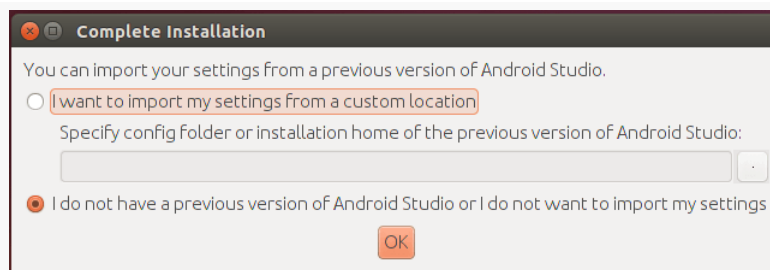 Complete Installation
You can import your settings from a previous version of Android Studio.
I want to import my settings from a custom location
Specify config folder or installation home of the previous version of Android Studio:
.
I do not have a previous version of Android Studio or I do not want to import my settings
OK